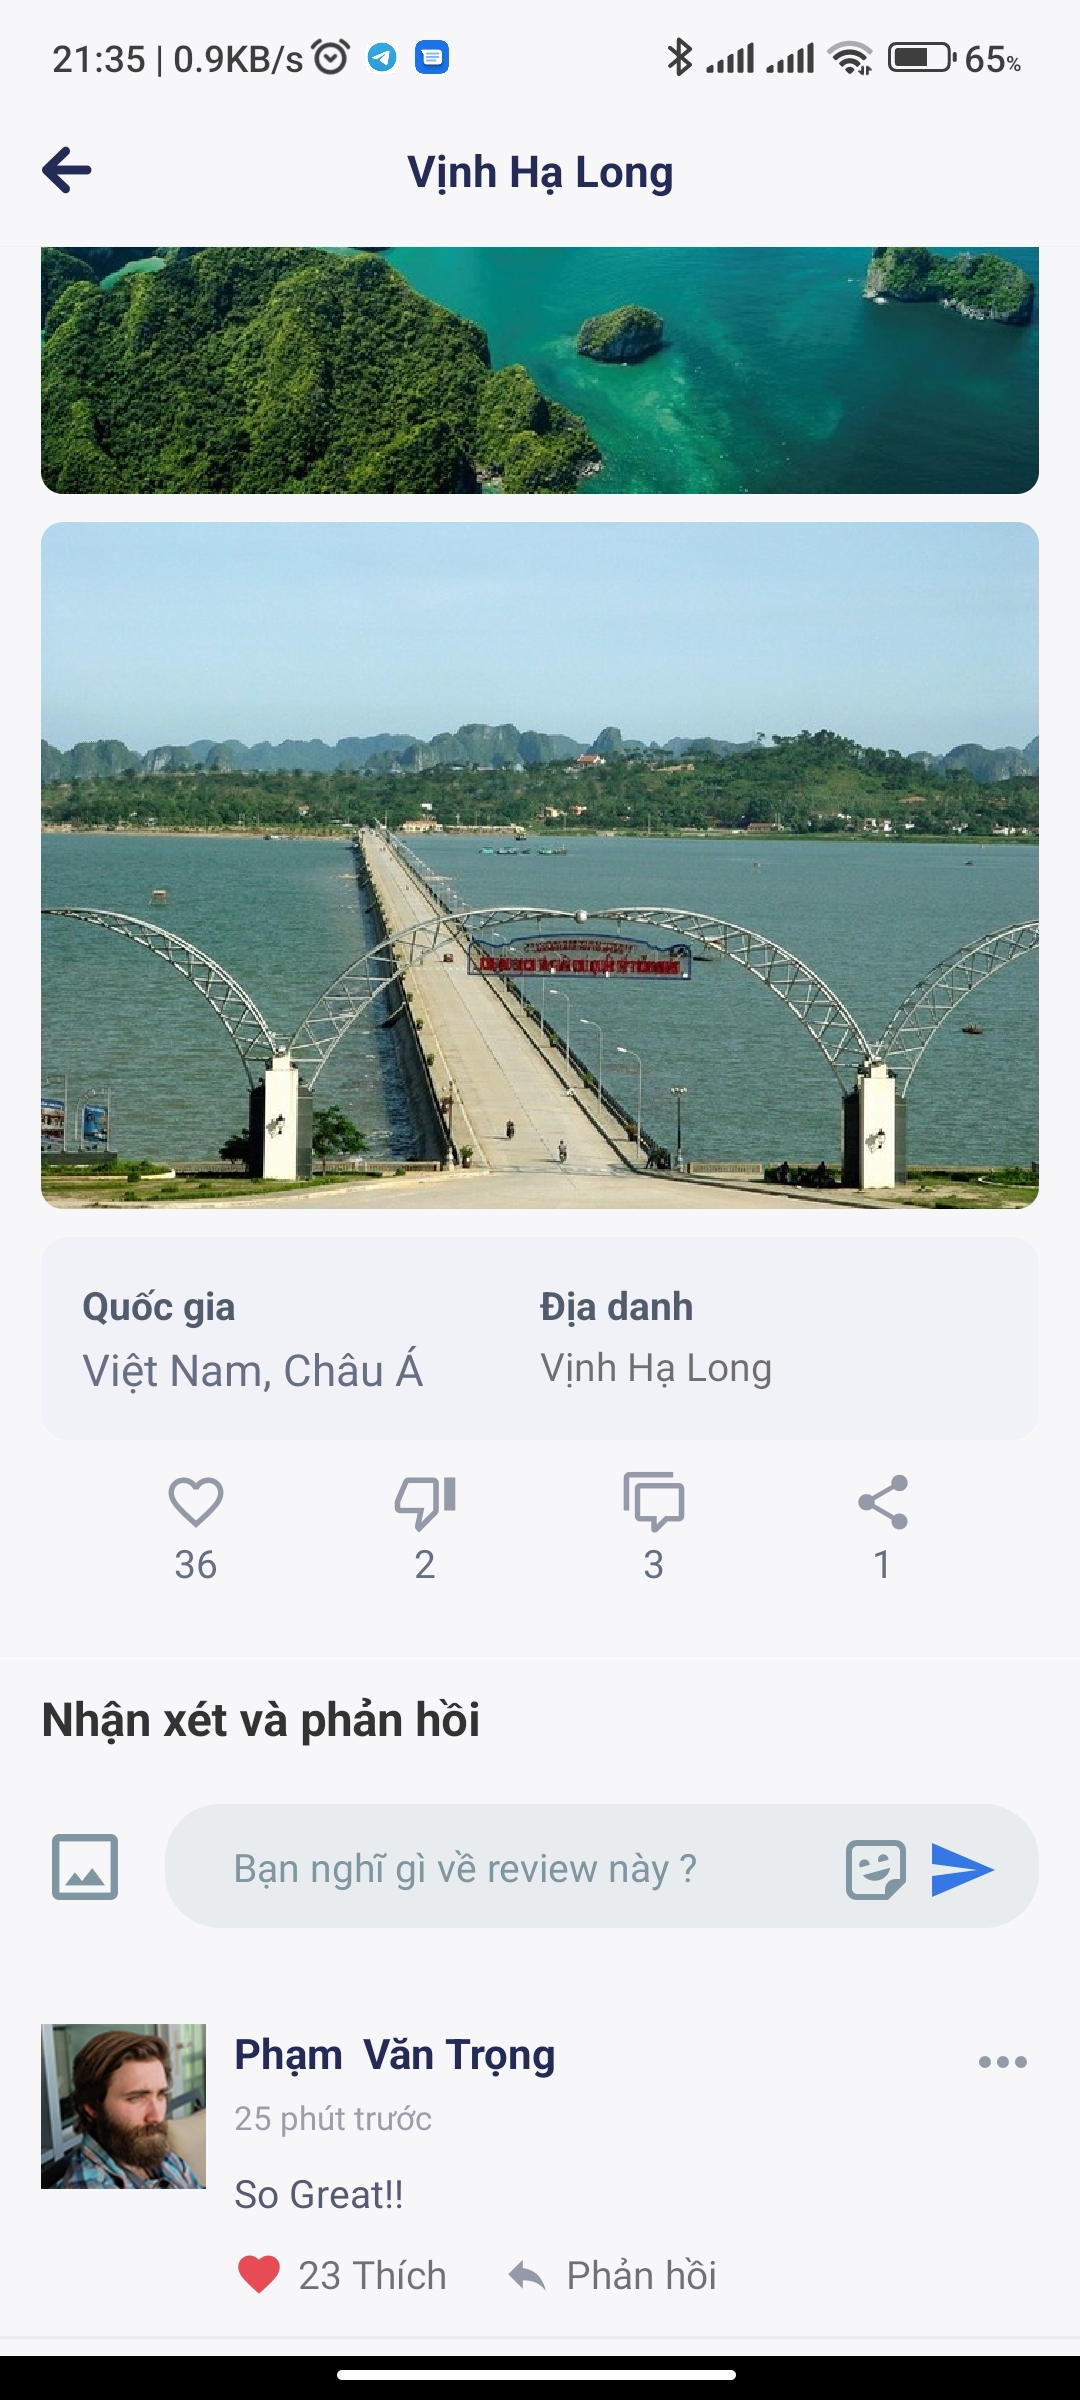 21:35 | 0.9KB/s
65%
Vịnh Hạ Long
Quốc gia
Địa danh
Việt Nam, Châu Á
Vịnh Hạ Long
36
2
3
1
Nhận xét và phản hồi
Bạn nghĩ gì về review này ?
Phạm  Văn Trọng
25 phút trước
So Great!!
23 Thích
Phản hồi